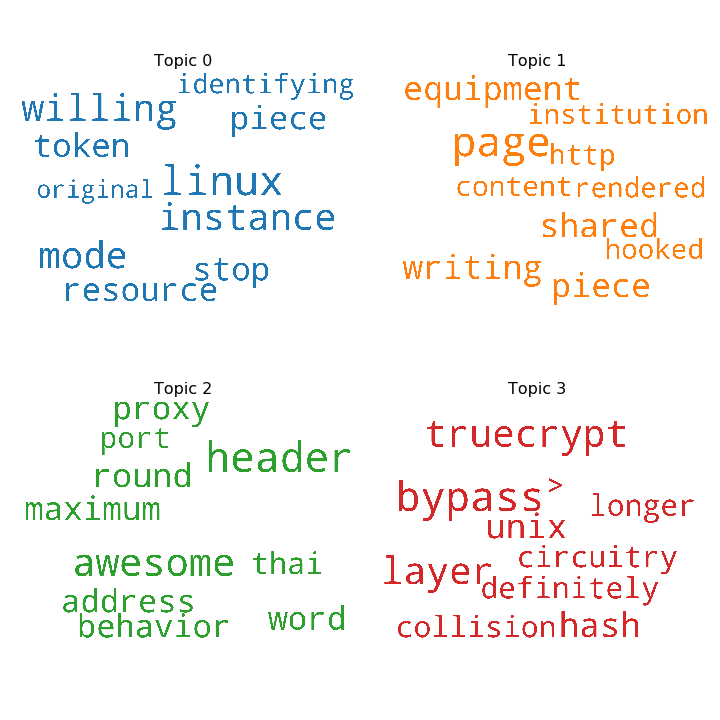 Topic 0
identifying
willing
piece
token
linux
original
instance
mode
stop
resource
Topic 1
equipment
institution
page
http
content rendered
shared
hooked
writing
piece
Topic 2
proxy
port
header
round
maximum
awesome
thai
address
word
behavior
Topic 3
truecrypt
bypass
>
longer
unix
circuitry
layer
definitely
collision
hash